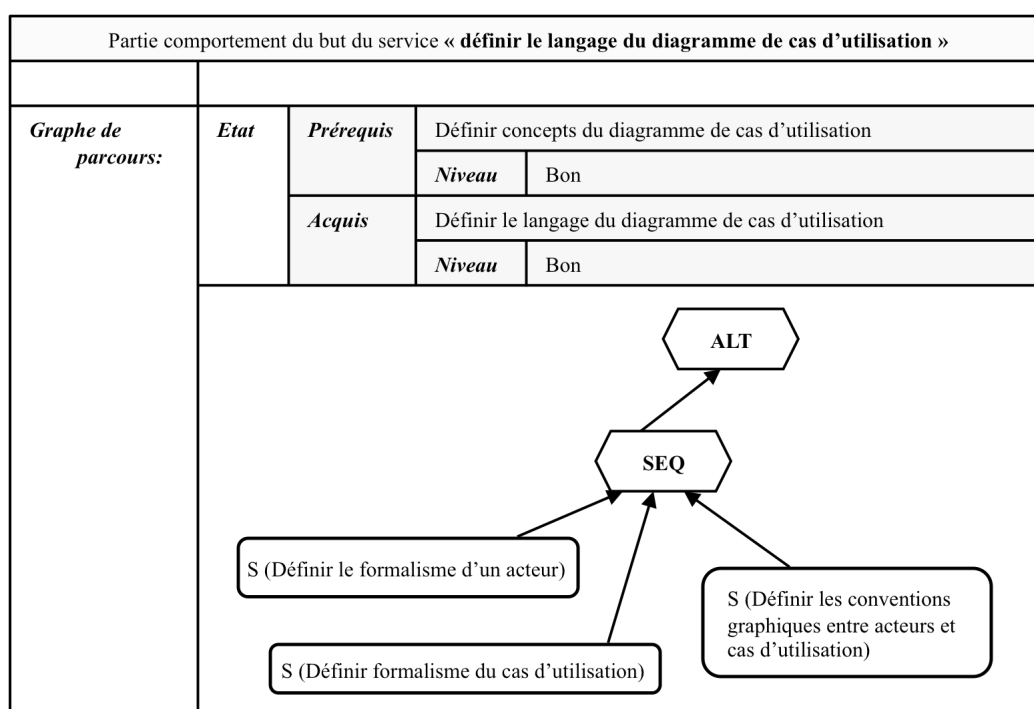 Partie comportement du but du service « définir le langage du diagramme de cas d’utilisation »
Graphe de
parcours:
Etat
Prérequis
Définir concepts du diagramme de cas d’utilisation
Niveau
Bon
Acquis
Définir le langage du diagramme de cas d’utilisation
Niveau
Bon
ALT
SEQ
S (Définir le formalisme d’un acteur)
S (Définir les conventions
graphiques entre acteurs et
cas d’utilisation)
S (Définir formalisme du cas d’utilisation)